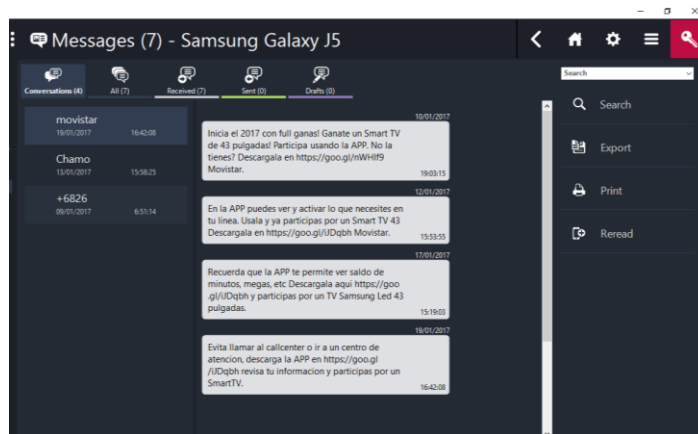 Messages (7) - Samsung Galaxy J5
Conversations (4)
All (7)
Received (7)
Sent (0)
Drafts (0)
movistar
19/01/2017 16:42:08
Chamo
13/01/2017 15:58:25
+6826
09/01/2017 6:51:14
10/01/2017
Inicia el 2017 con full ganas! Ganate un Smart TV
de 43 pulgadas! Participa usando la APP. No la
tienes? Descargala en https://goo.gl/nWHIf9
Movistar.
19:03:15
12/01/2017
En la APP puedes ver y activar lo que necesites en
tu linea. Usala y ya participas por un Smart TV 43
Descargala en https://goo.gl/iJDqbh Movistar.
15:53:55
17/01/2017
Recuerda que la APP te permite ver saldo de
minutos, megas, etc Descargala aqui https://goo
.gl/iJDqbh y participas por un TV Samsung Led 43
pulgadas.
15:19:03
19/01/2017
Evita llamar al callcenter o ir a un centro de
atencion, descarga la APP en https://goo.gl
/iJDqbh revisa tu informacion y participas por un
SmartTV.
16:42:08
Search
Search
Export
Print
Reread